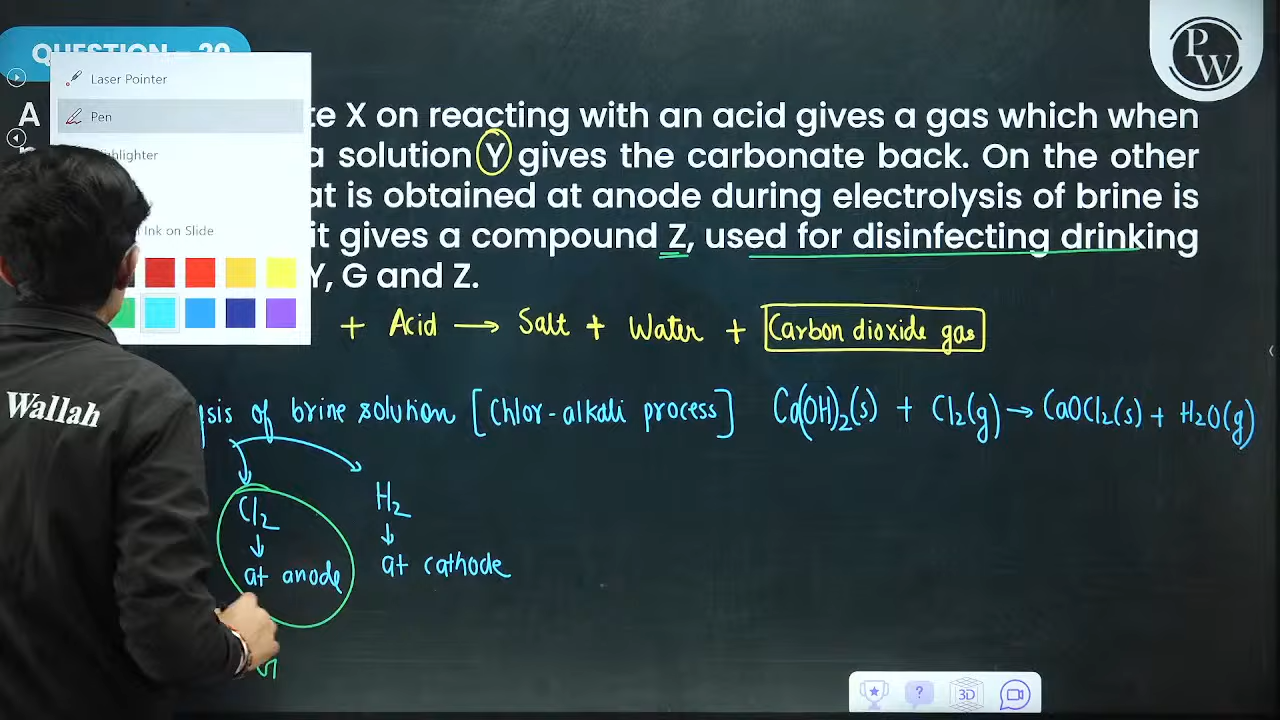 QUESTION - 20
A te X on reacting with an acid gives a gas which when
a solution Y gives the carbonate back. On the other
at is obtained at anode during electrolysis of brine is
it gives a compound Z, used for disinfecting drinking
Y, G and Z.
Laser Pointer
Pen
ighlighter
Ink on Slide
PW
+ Acid → Salt + Water + Carbon dioxide gas
sis of brine solution [Chlor-alkali process]
Ca(OH)₂(s) + Cl₂(g) → CaOCl₂(s) + H₂O(g)
Cl₂ H₂
↓ ↓
at anode at cathode
Wallah
?
3D